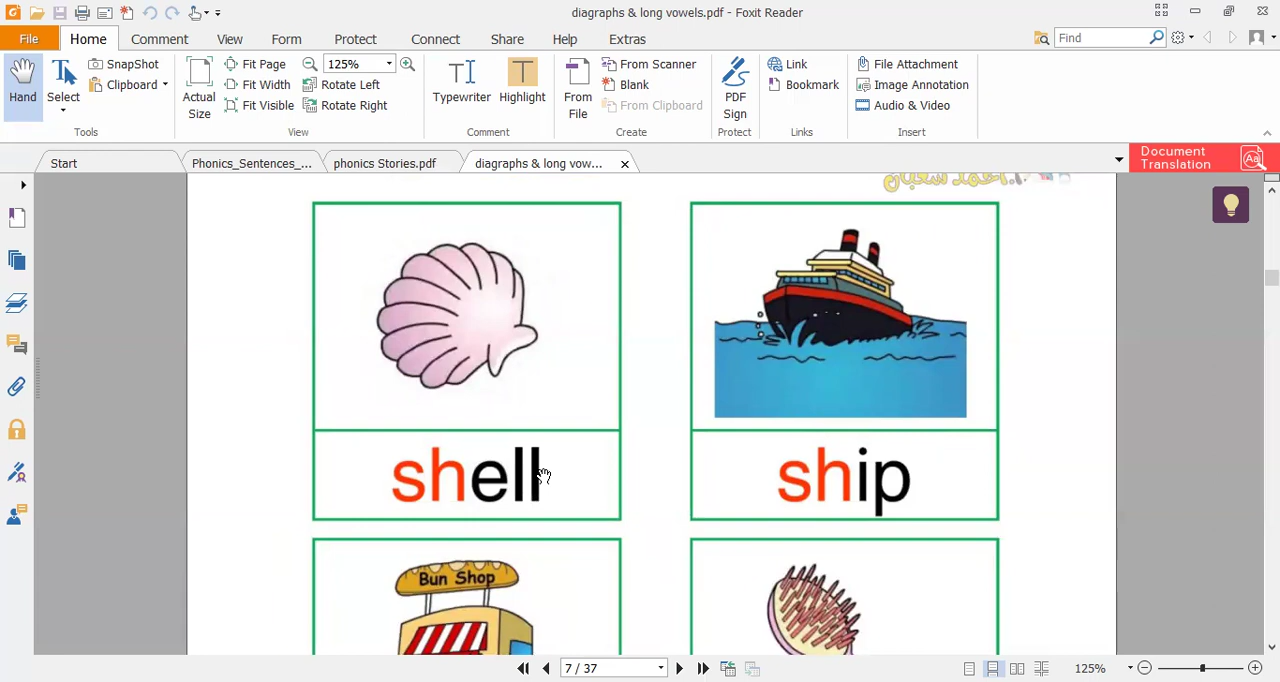 diagraphs & long vowels.pdf - Foxit Reader
File Home Comment View Form Protect Connect Share Help Extras Find
Hand
Select
SnapShot
Clipboard
Tools
Actual
Size
Fit Page
Fit Width
Fit Visible
125%
Rotate Left
Rotate Right
View
Typewriter
Highlight
Comment
From
File
From Scanner
Blank
From Clipboard
Create
PDF
Sign
Protect
Link
Bookmark
Links
File Attachment
Image Annotation
Audio & Video
Insert
Start Phonics_Sentences_... phonics Stories.pdf diagraphs & long vow...
Document
Translation
shell
ship
Bun Shop
7 / 37
125%